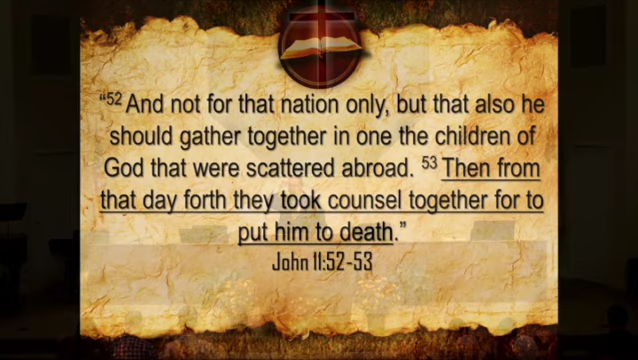 “52 And not for that nation only, but that also he
should gather together in one the children of
God that were scattered abroad. 53 Then from
that day forth they took counsel together for to
put him to death.”
John 11:52-53